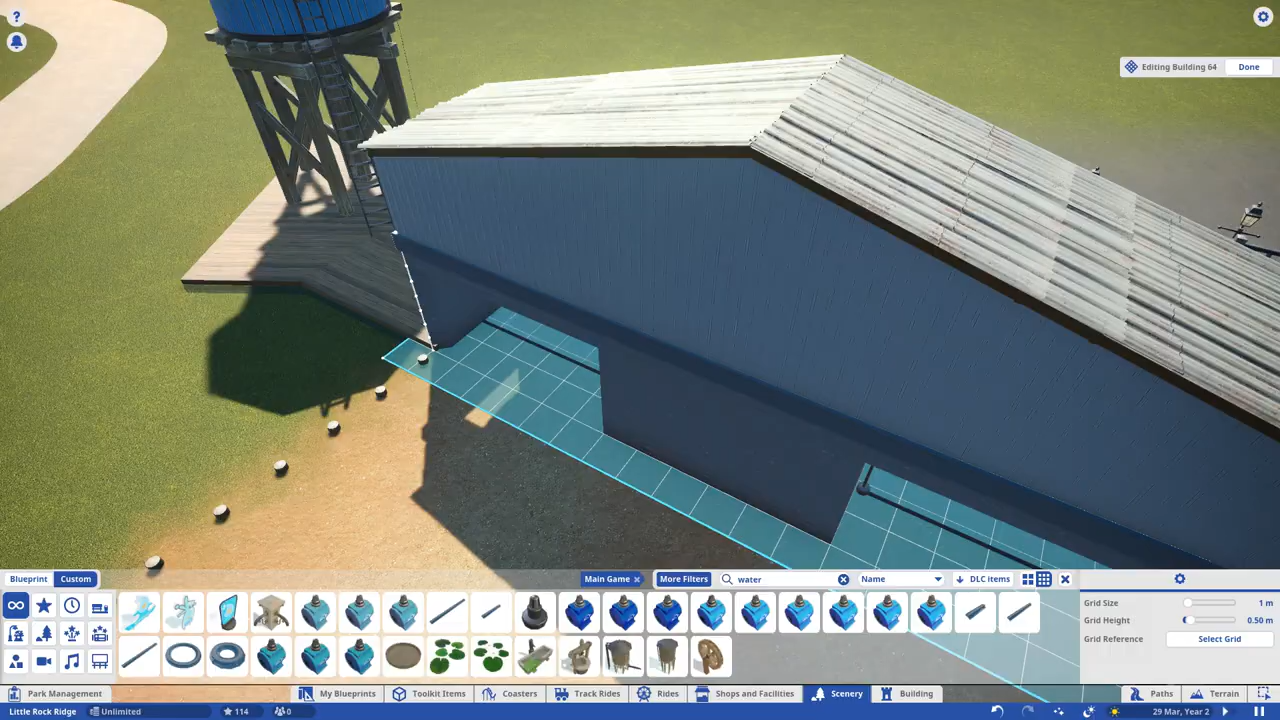 ?
Editing Building 64 Done
Blueprint Custom Main Game More Filters water Name DLC items
Grid Size 1 m
Grid Height 0.50 m
Grid Reference Select Grid
Park Management My Blueprints Toolkit Items Coasters Track Rides Rides Shops and Facilities Scenery Building Paths Terrain
Little Rock Ridge Unlimited 114 0 29 Mar, Year 2